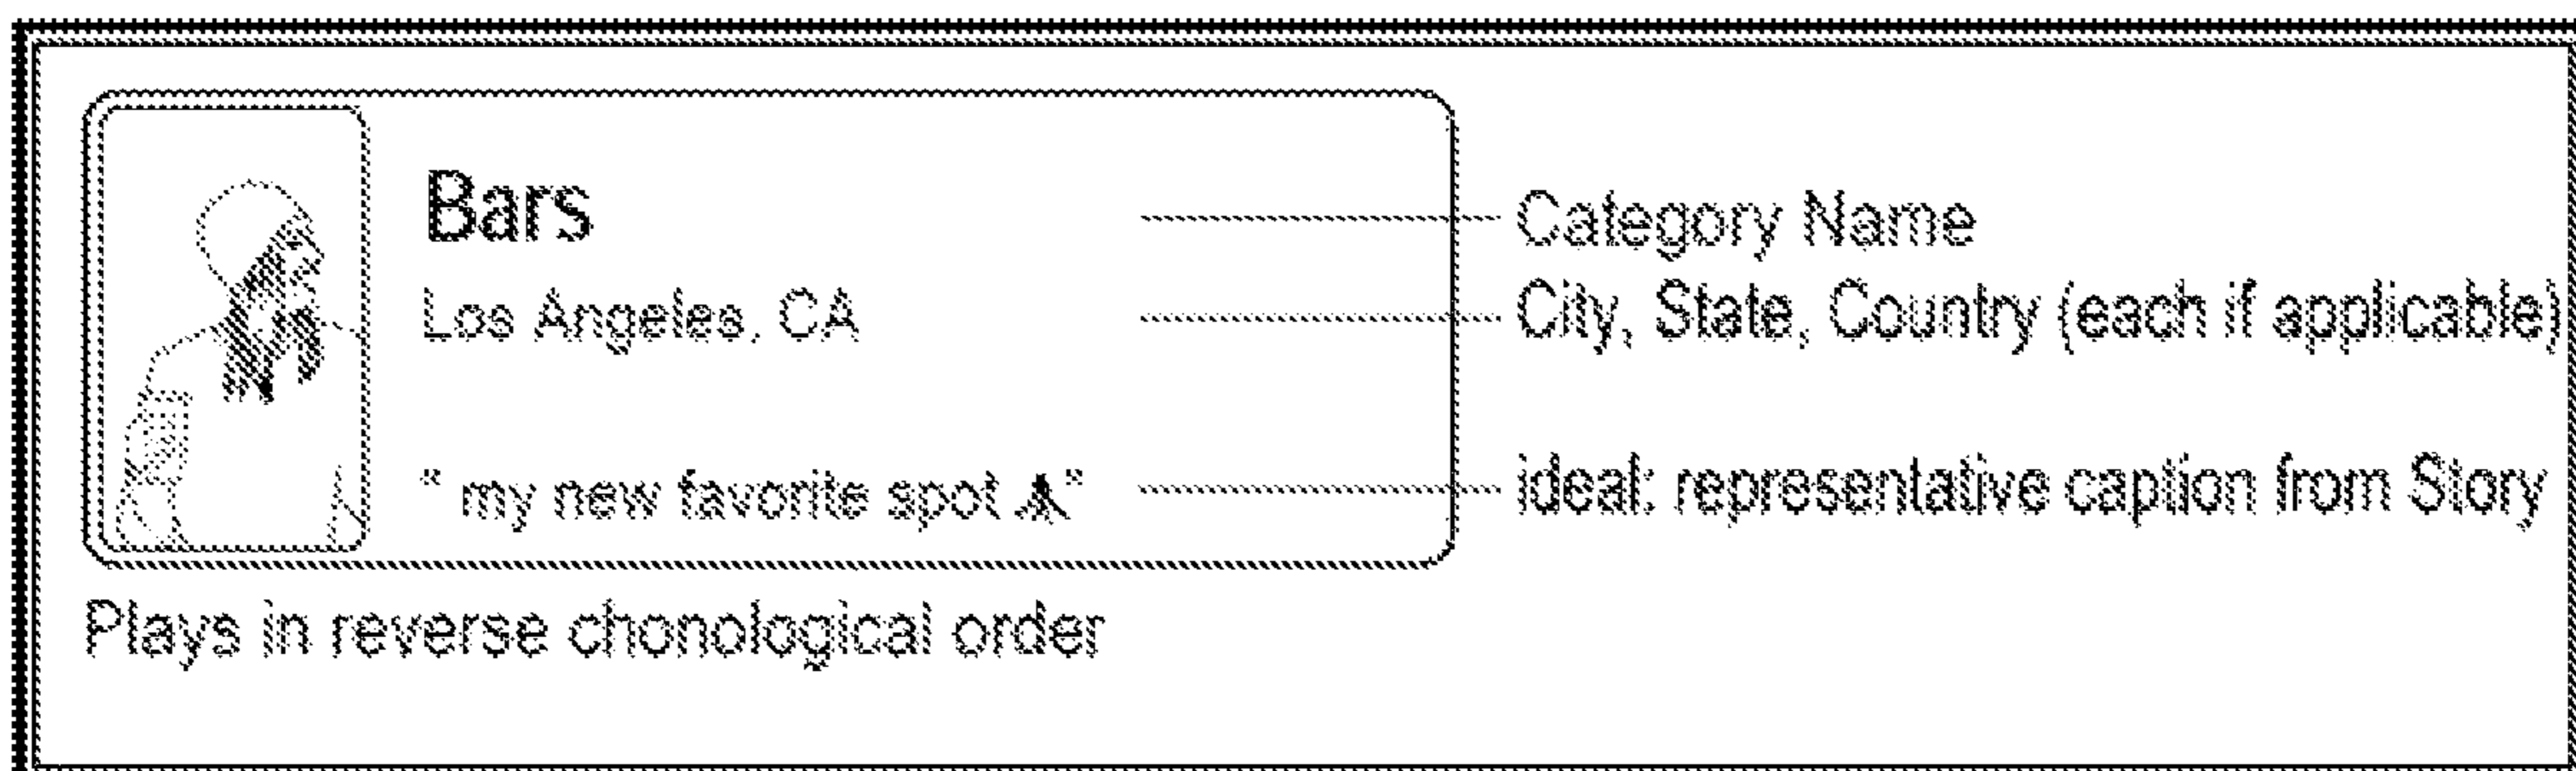 Bars
Category Name
Los Angeles, CA
City, State, Country (each if applicable)
" my new favorite spot "
ideal: representative caption from Story
Plays in reverse chonological order